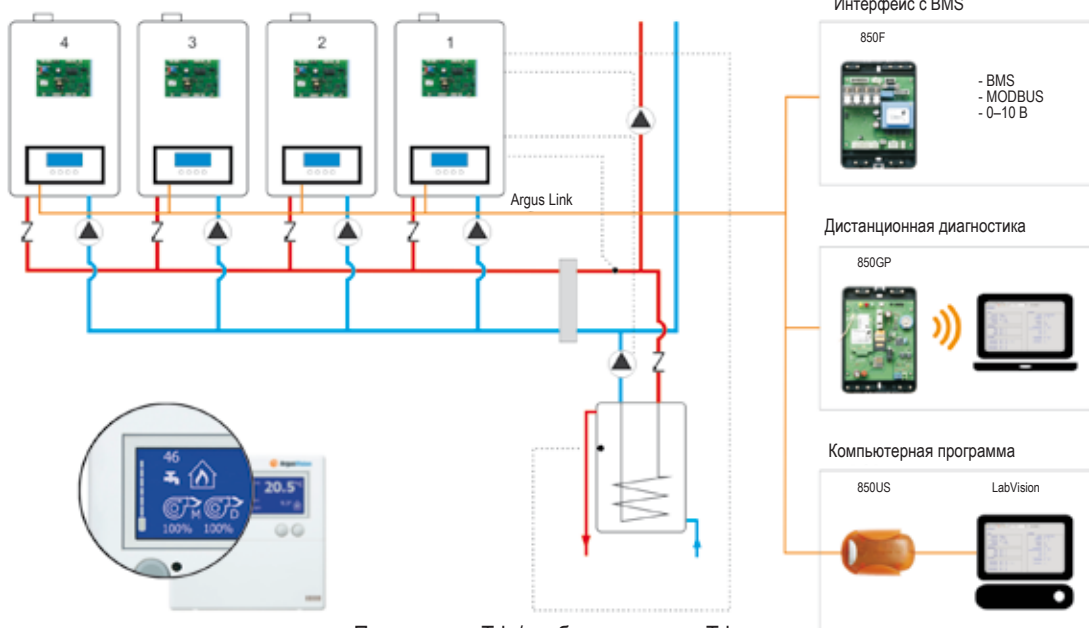 Интерфейс с BMS
4
3
2
1
850F
- BMS
- MODBUS
- 0–10 В
Argus Link
Дистанционная диагностика
850GP
Компьютерная программа
850US
LabVision
46
M
D
100%
100%
20.5